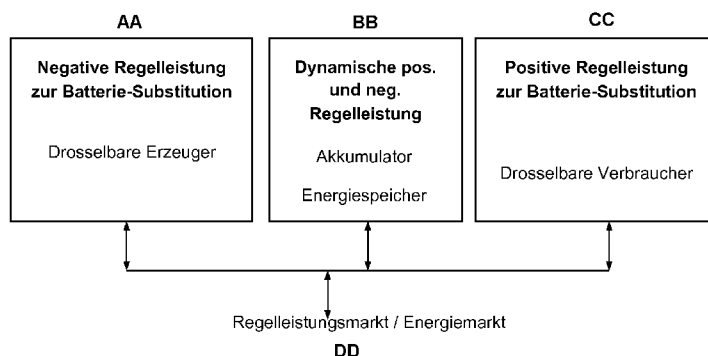 AA
BB
CC
Negative Regelleistung
zur Batterie-Substitution
Drosselbare Erzeuger
Dynamische pos.
und neg.
Regelleistung
Akkumulator
Energiespeicher
Positive Regelleistung
zur Batterie-Substitution
Drosselbare Verbraucher
Regelleistungsmarkt / Energiemarkt
DD